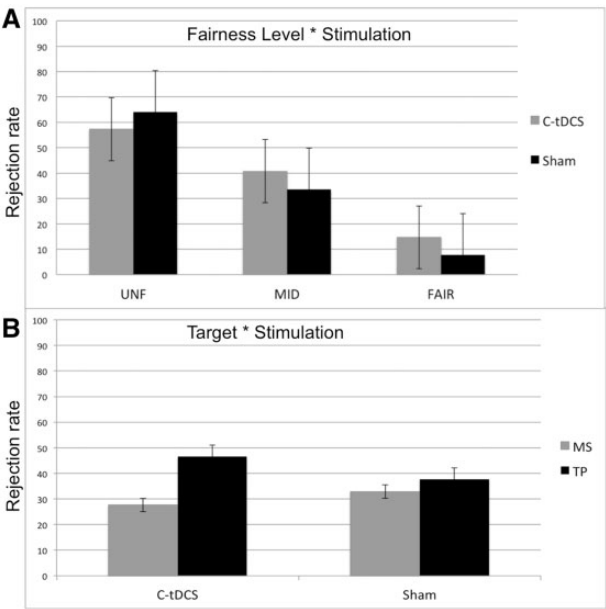 A
Fairness Level * Stimulation
Rejection rate
100
90
80
70
60
50
40
30
20
10
0
UNF MID FAIR
C-tDCS
Sham
B
Target * Stimulation
Rejection rate
100
90
80
70
60
50
40
30
20
10
0
C-tDCS Sham
MS
TP